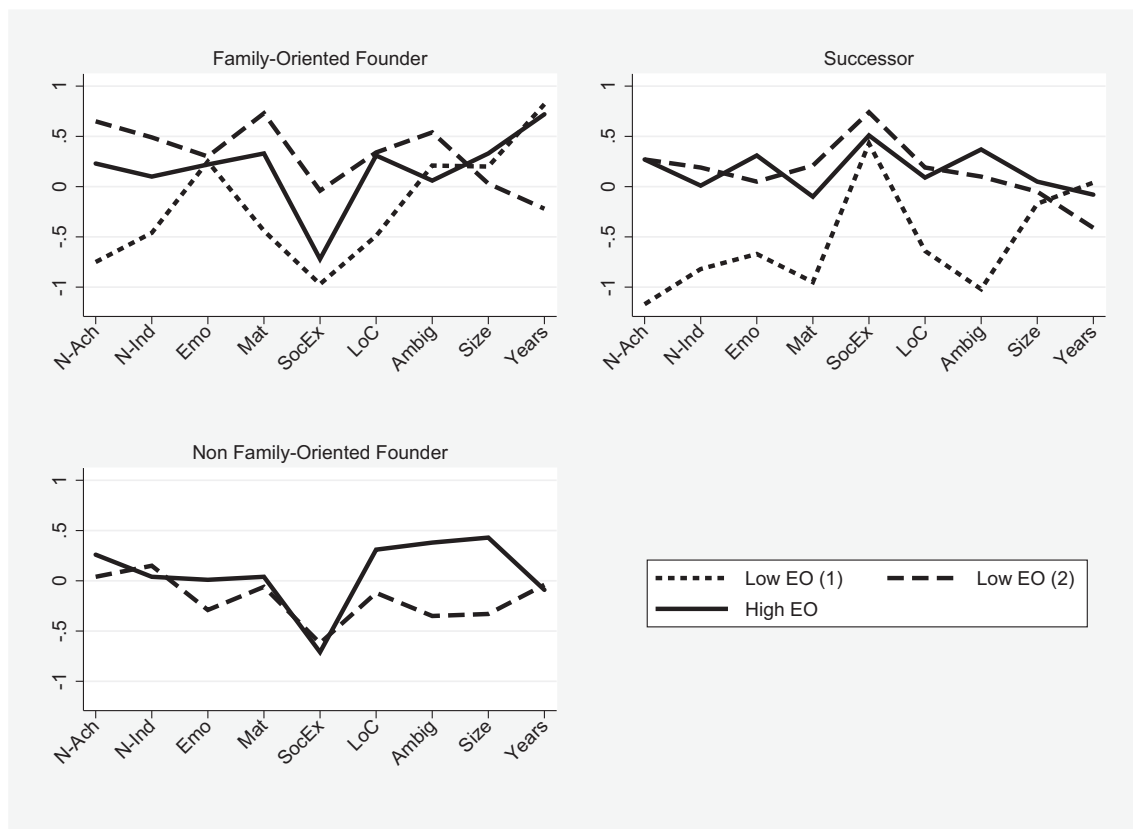 Family-Oriented Founder
1
.5
0
-.5
-1
N-Ach N-Ind Emo Mat SocEx LoC Ambig Size Years
Successor
1
.5
0
-.5
-1
N-Ach N-Ind Emo Mat SocEx LoC Ambig Size Years
Non Family-Oriented Founder
1
.5
0
-.5
-1
N-Ach N-Ind Emo Mat SocEx LoC Ambig Size Years
Low EO (1) Low EO (2)
High EO